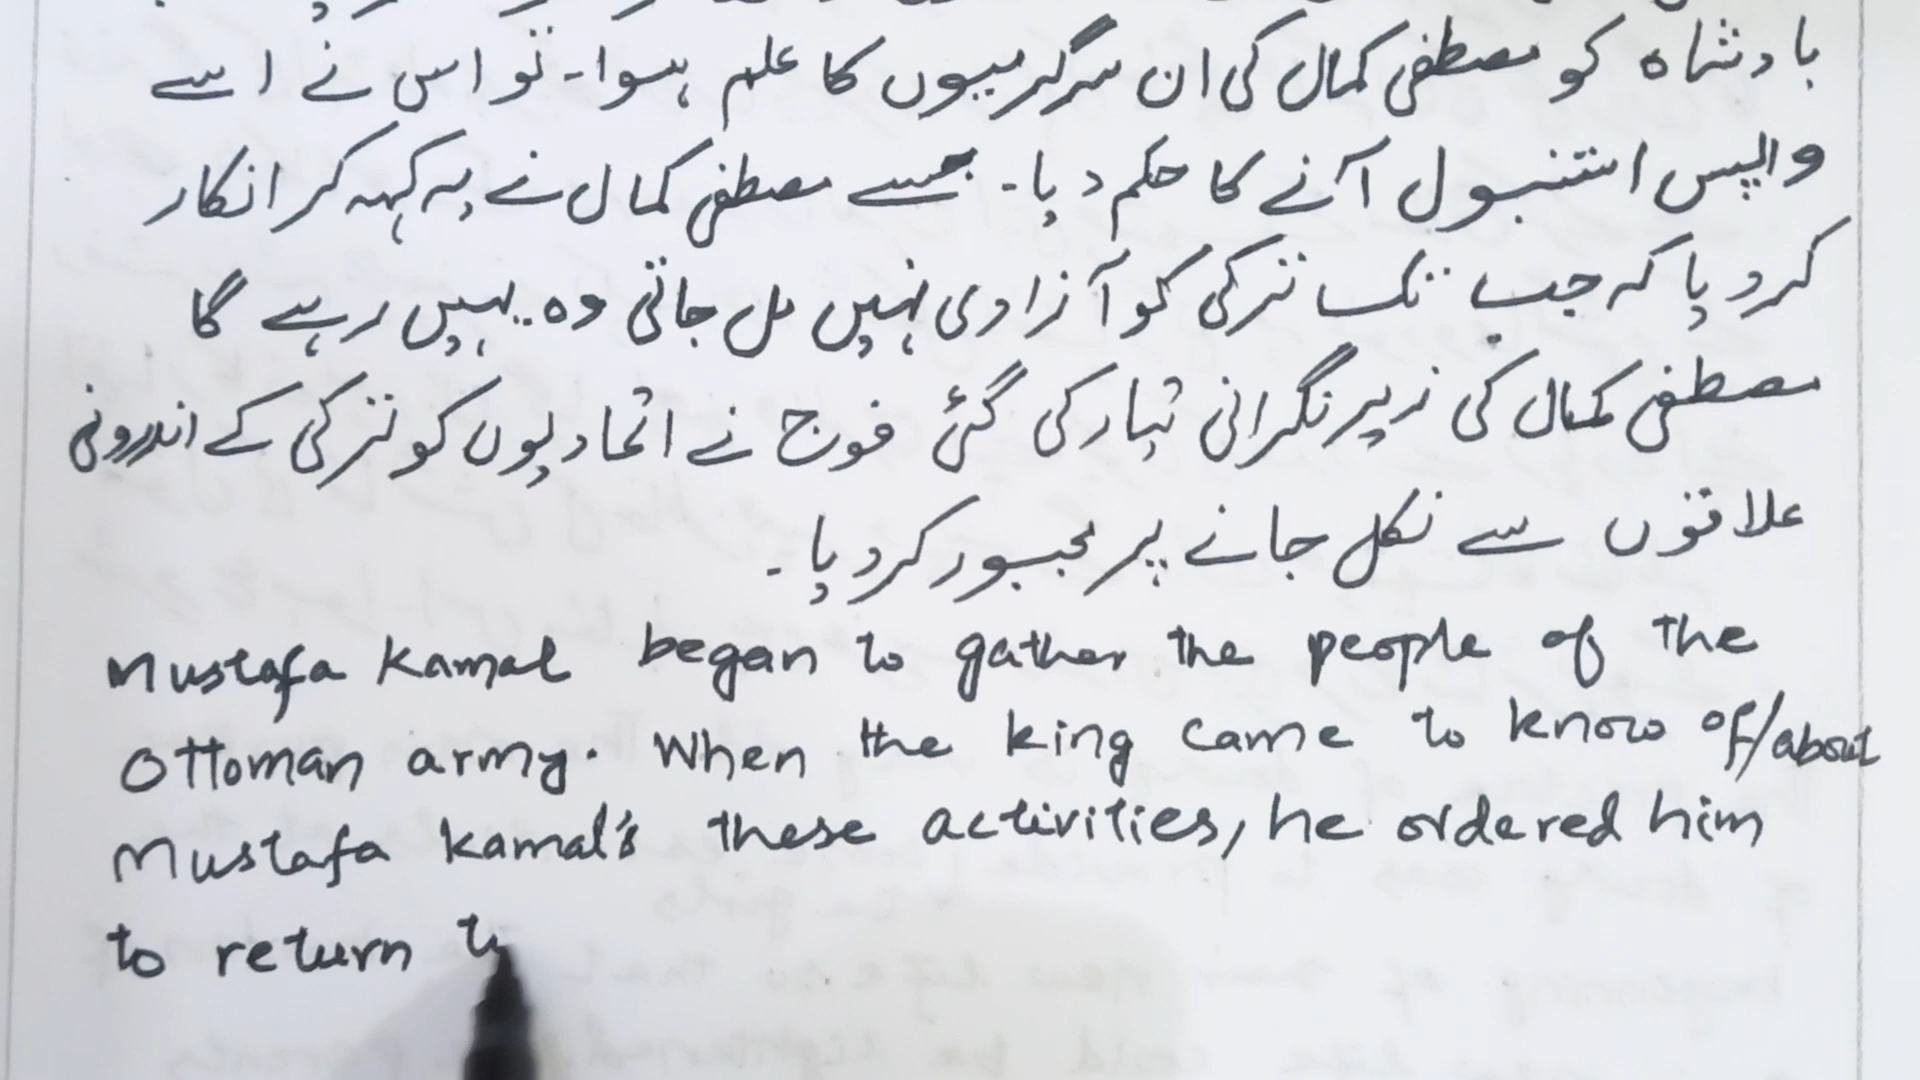 بادشاہ کو مصطفی کمال کی ان سرگرمیوں کا علم ہوا۔ تو اس نے اسے
واپس استنبول آنے کا حکم دیا۔ جسے مصطفی کمال نے یہ کہہ کر انکار
کر دیا کہ جب تک ترکی کو آزادی نہیں مل جاتی وہ یہیں رہے گا
مصطفی کمال کی زیر نگرانی تیار کی گئی فوج نے اتحادیوں کو ترکی کے اندرونی
علاقوں سے نکل جانے پر مجبور کر دیا۔
Mustafa Kamal began to gather the people of the
Ottoman army. When the king came to know of/about
Mustafa Kamal's these activities, he ordered him
to return